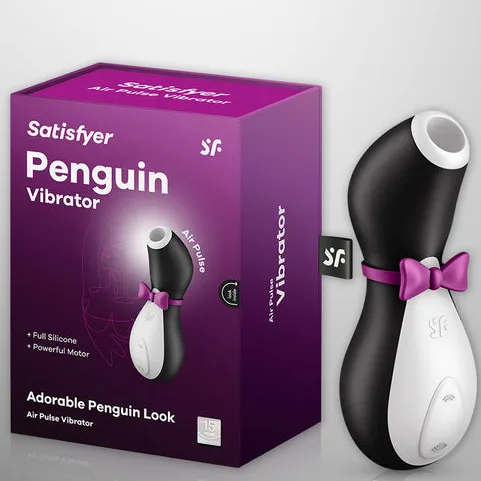 Satisfyer
Air Pulse Vibrator
Satisfyer
SF
Penguin
Vibrator
Air Pulse
+ Full Silicone
+ Powerful Motor
Adorable Penguin Look
Air Pulse Vibrator
15
Air Pulse
Vibrator
SF
SF